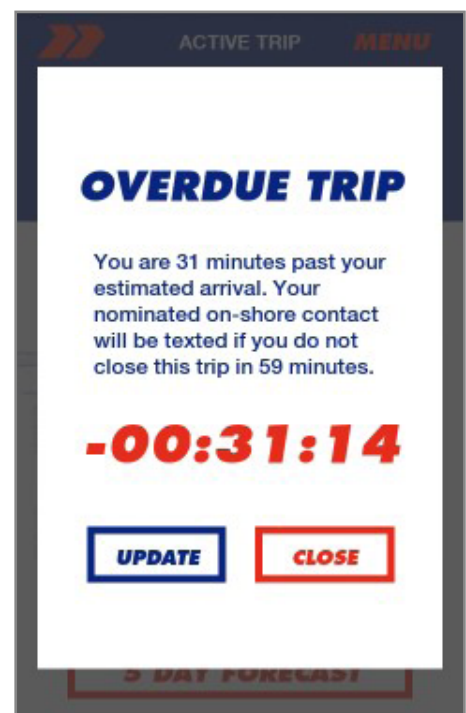 ACTIVE TRIP MENU
OVERDUE TRIP
You are 31 minutes past your
estimated arrival. Your
nominated on-shore contact
will be texted if you do not
close this trip in 59 minutes.
-00:31:14
UPDATE CLOSE
5 DAY FORECAST